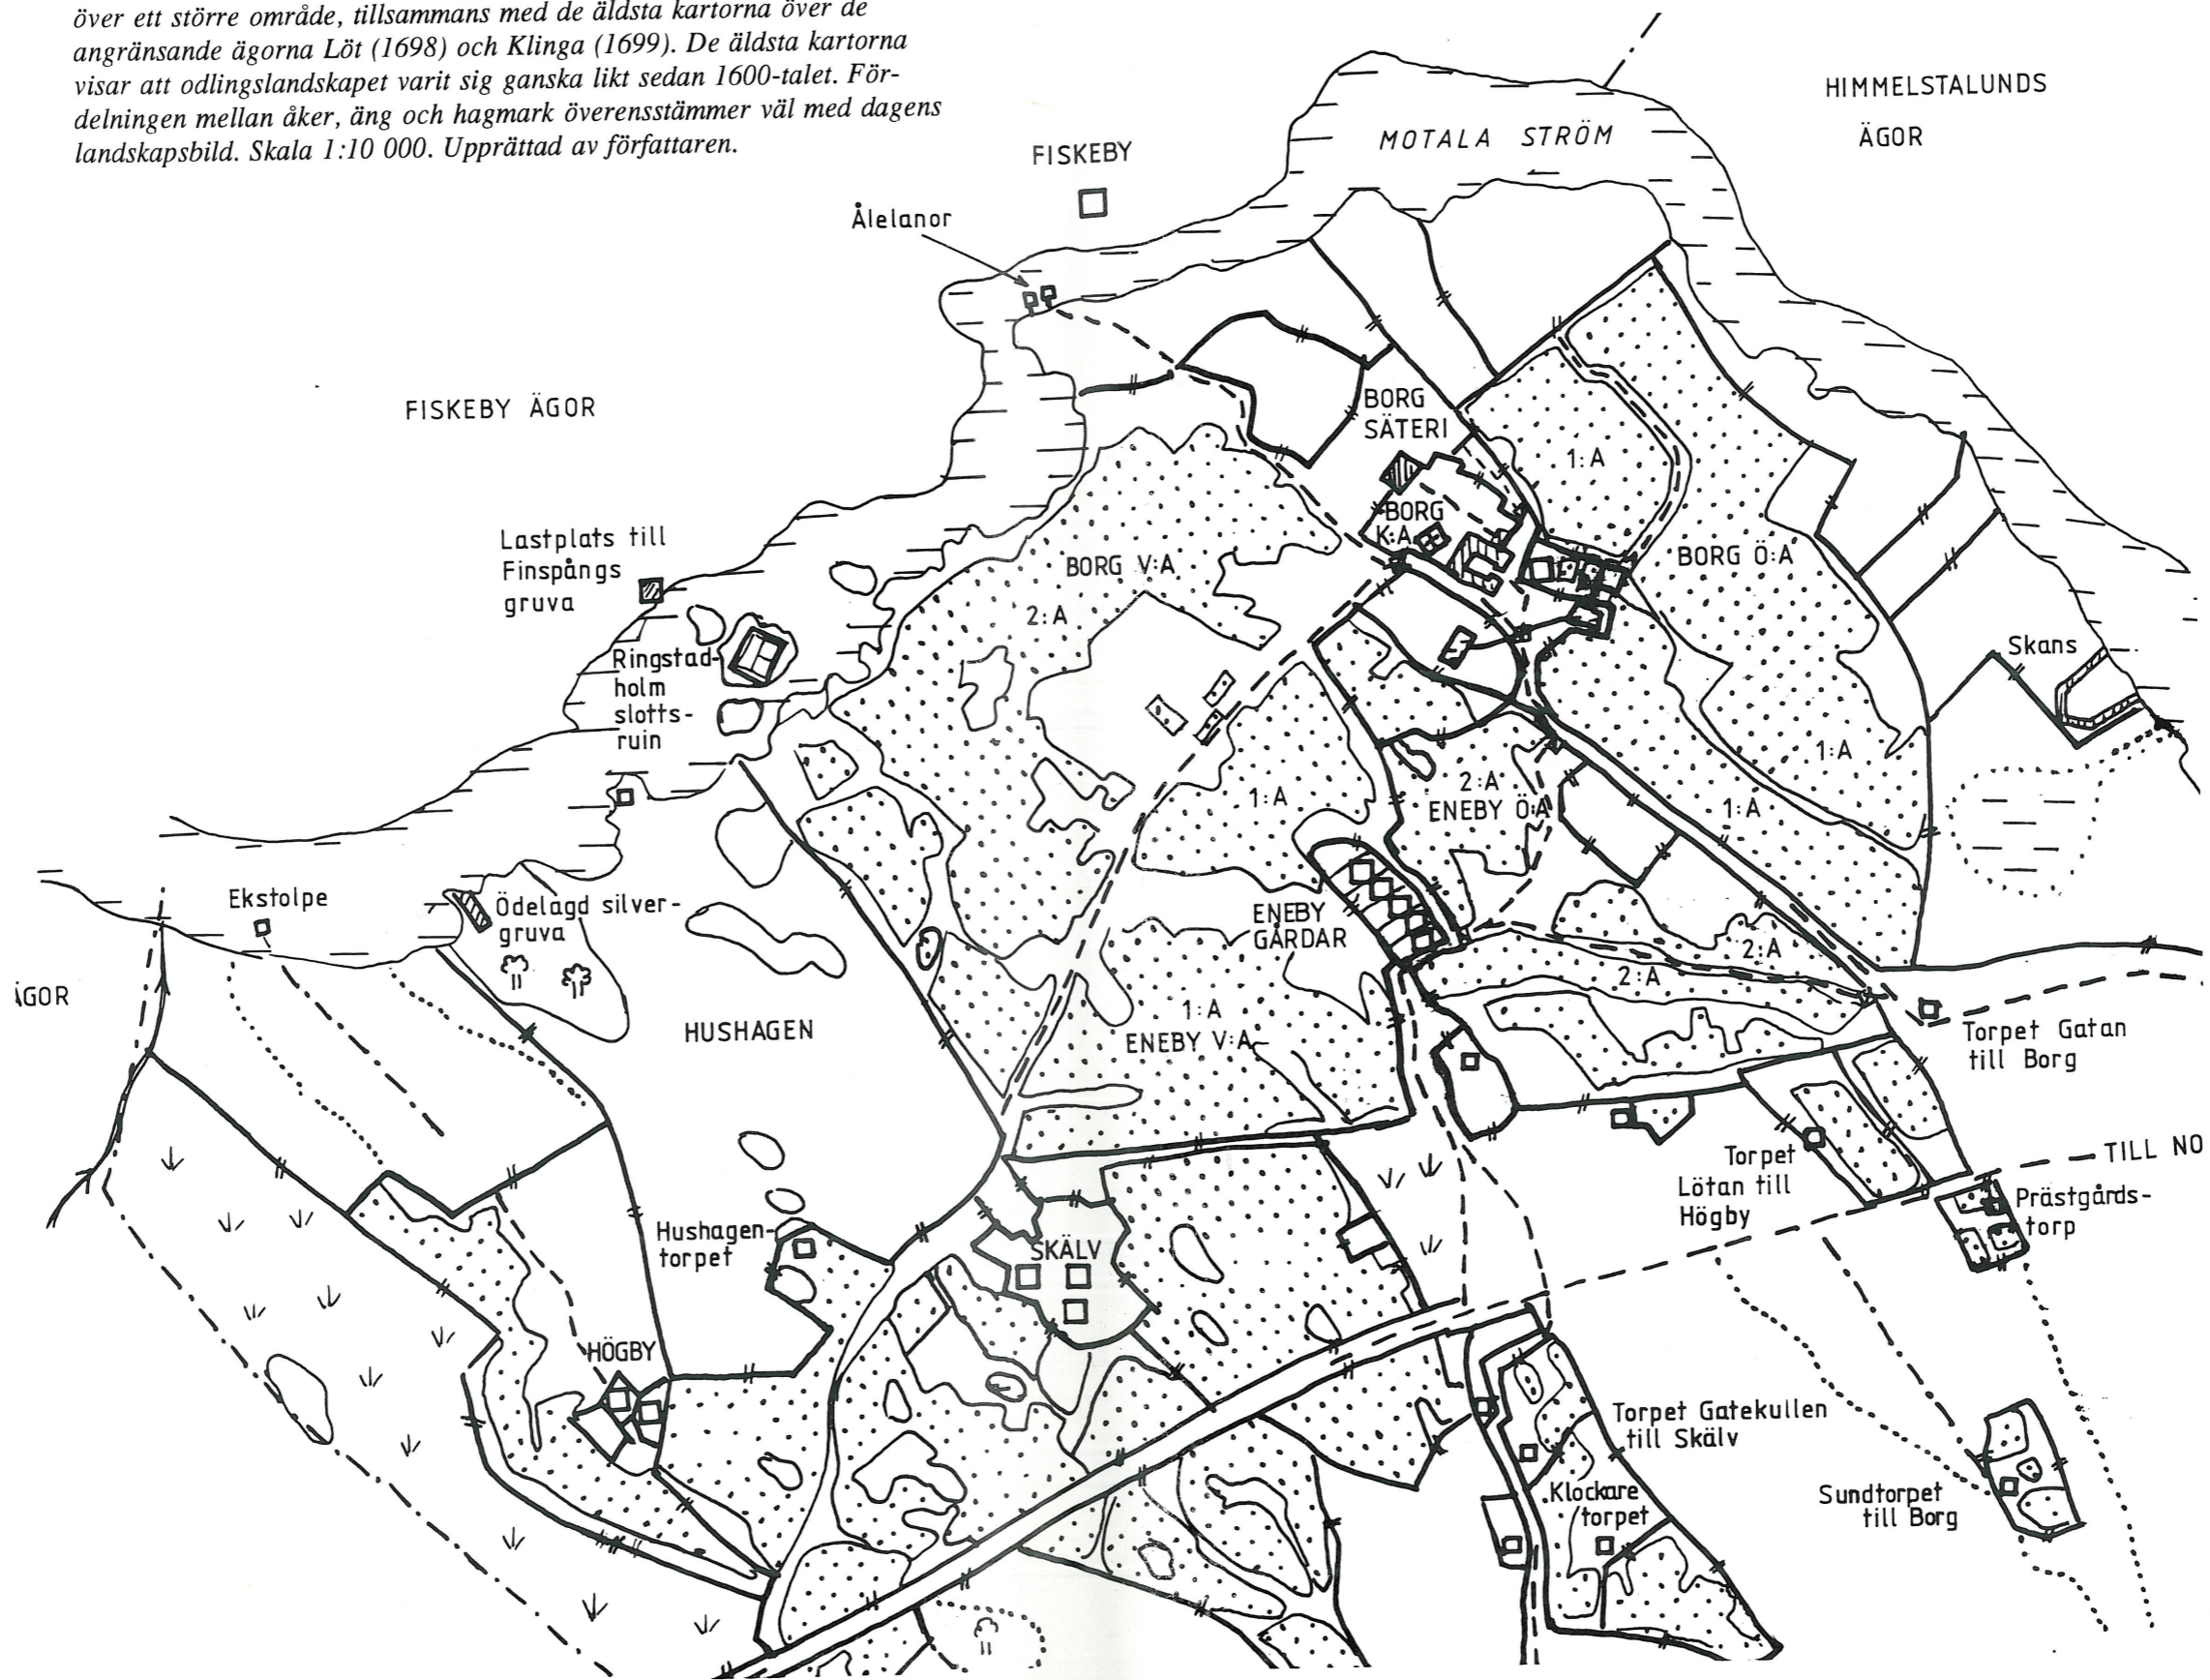 över ett större område, tillsammans med de äldsta kartorna över de
angränsande ägorna Löt (1698) och Klinga (1699). De äldsta kartorna
visar att odlingslandskapet varit sig ganska likt sedan 1600-talet. För-
delningen mellan åker, äng och hagmark överensstämmer väl med dagens
landskapsbild. Skala 1:10 000. Upprättad av författaren.
HIMMELSTALUNDS
ÄGOR
MOTALA STRÖM
FISKEBY
Ålelanor
FISKEBY ÄGOR
BORG
SÄTERI
1:A
BORG
K:A
Lastplats till
Finspångs
gruva
BORG V:A
2:A
BORG Ö:A
Ringstad-
holm
slotts-
ruin
Skans
1:A
1:A
2:A
ENEBY Ö:A
1:A
Ekstolpe
Ödelagd silver-
gruva
ENEBY
GÅRDAR
2:A
2:A
ÄGOR
HUSHAGEN
1:A
ENEBY V:A
Torpet Gatan
till Borg
Torpet
Lötan till
Högby
TILL NO
Prästgårds-
torp
Hushagen-
torpet
SKÄLV
HÖGBY
Torpet Gatekullen
till Skälv
Klockare
torpet
Sundtorpet
till Borg